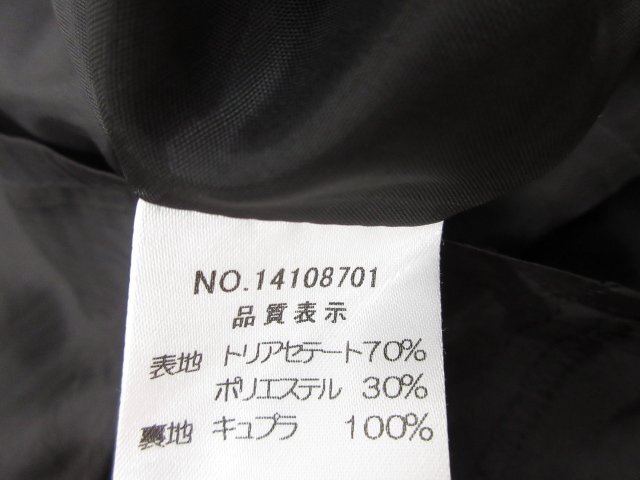 NO.14108701
品質表示
表地 トリアセテート70%
ポリエステル 30%
裏地 キュプラ 100%